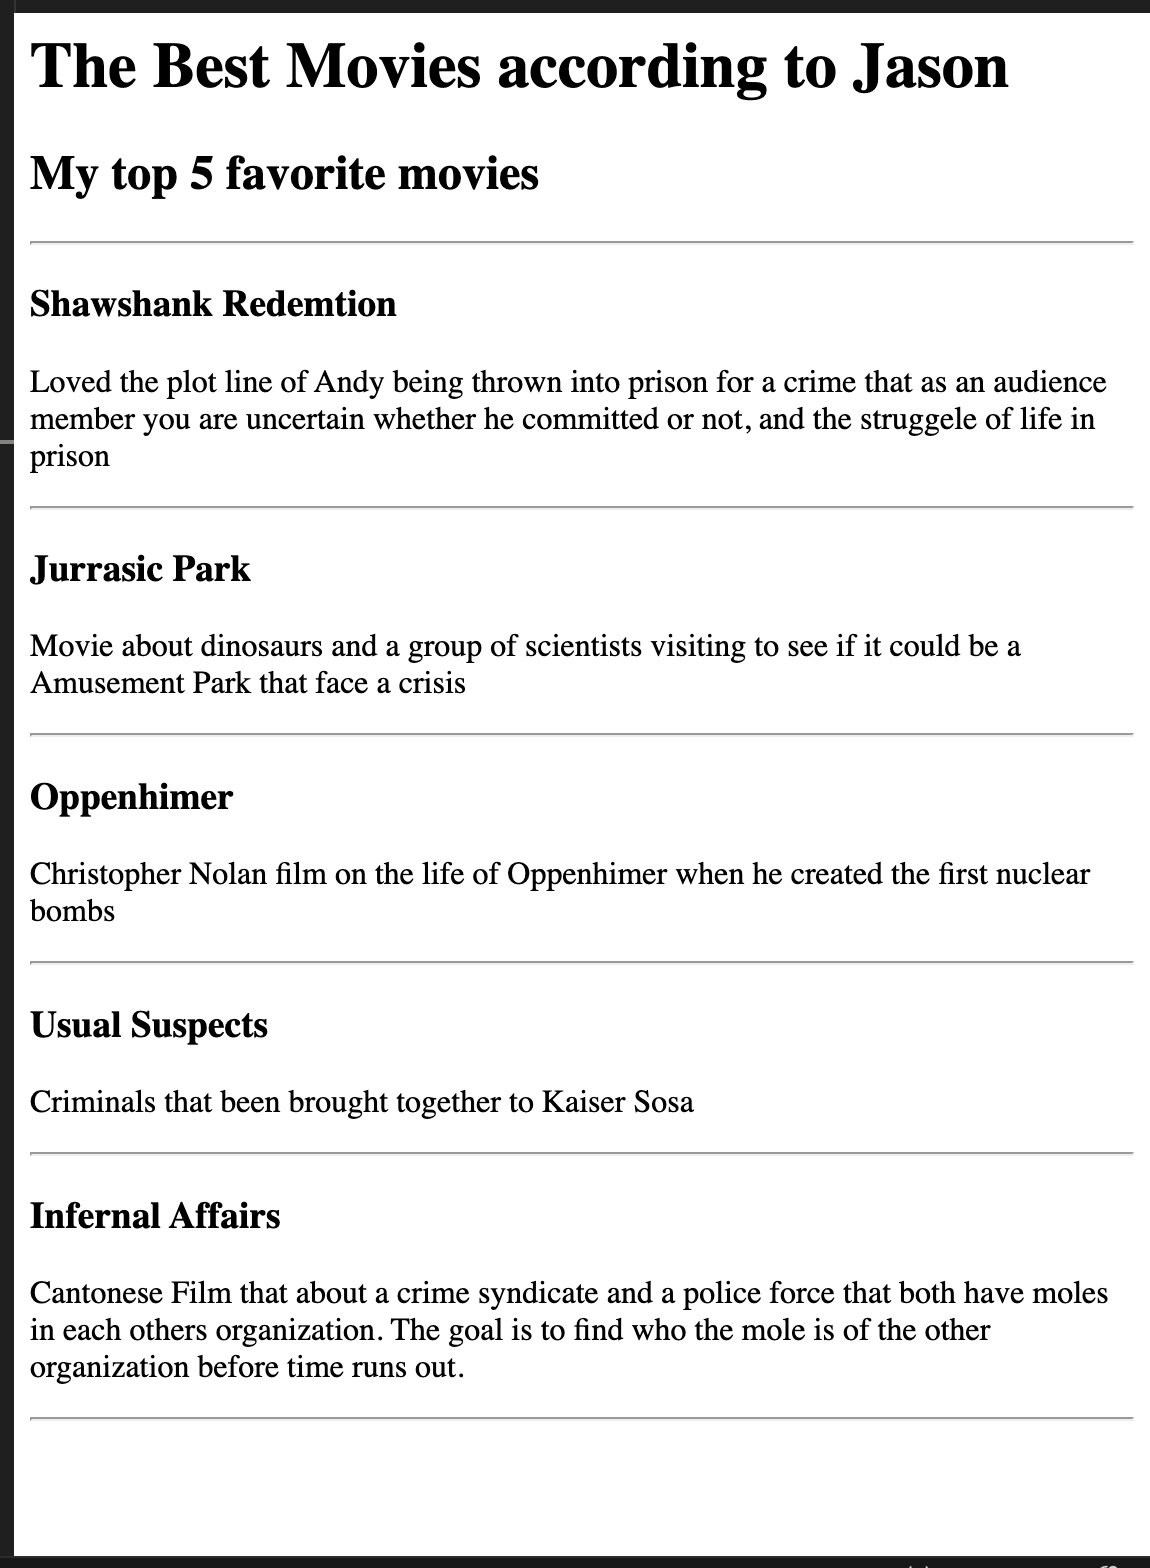 The Best Movies according to Jason
My top 5 favorite movies
Shawshank Redemtion
Loved the plot line of Andy being thrown into prison for a crime that as an audience
member you are uncertain whether he committed or not, and the struggele of life in
prison
Jurrasic Park
Movie about dinosaurs and a group of scientists visiting to see if it could be a
Amusement Park that face a crisis
Oppenhimer
Christopher Nolan film on the life of Oppenhimer when he created the first nuclear
bombs
Usual Suspects
Criminals that been brought together to Kaiser Sosa
Infernal Affairs
Cantonese Film that about a crime syndicate and a police force that both have moles
in each others organization. The goal is to find who the mole is of the other
organization before time runs out.